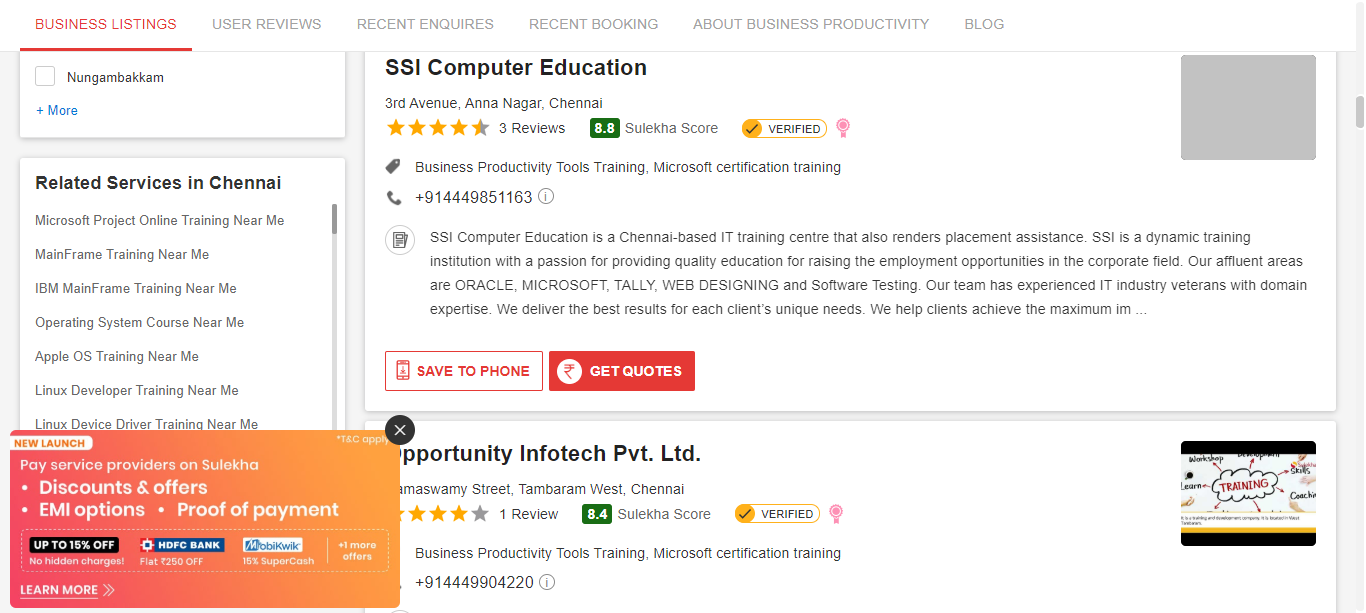 BUSINESS LISTINGS USER REVIEWS RECENT ENQUIRES RECENT BOOKING ABOUT BUSINESS PRODUCTIVITY BLOG
Nungambakkam
+ More
Related Services in Chennai
Microsoft Project Online Training Near Me
MainFrame Training Near Me
IBM MainFrame Training Near Me
Operating System Course Near Me
Apple OS Training Near Me
Linux Developer Training Near Me
Linux Device Driver Training Near Me
SSI Computer Education
3rd Avenue, Anna Nagar, Chennai
3 Reviews 8.8 Sulekha Score VERIFIED
Business Productivity Tools Training, Microsoft certification training
+914449851163
SSI Computer Education is a Chennai-based IT training centre that also renders placement assistance. SSI is a dynamic training
institution with a passion for providing quality education for raising the employment opportunities in the corporate field. Our affluent areas
are ORACLE, MICROSOFT, TALLY, WEB DESIGNING and Software Testing. Our team has experienced IT industry veterans with domain
expertise. We deliver the best results for each client's unique needs. We help clients achieve the maximum im ...
SAVE TO PHONE GET QUOTES
pportunity Infotech Pvt. Ltd.
amaswamy Street, Tambaram West, Chennai
1 Review 8.4 Sulekha Score VERIFIED
Business Productivity Tools Training, Microsoft certification training
+914449904220
Workshop
Development
Skills
Learn
TRAINING
Coachin
NEW LAUNCH
*T&C apply
Pay service providers on Sulekha
• Discounts & offers
• EMI options • Proof of payment
UP TO 15% OFF HDFC BANK MobiKwik +1 more
No hidden charges! Flat ₹250 OFF 15% SuperCash offers
LEARN MORE